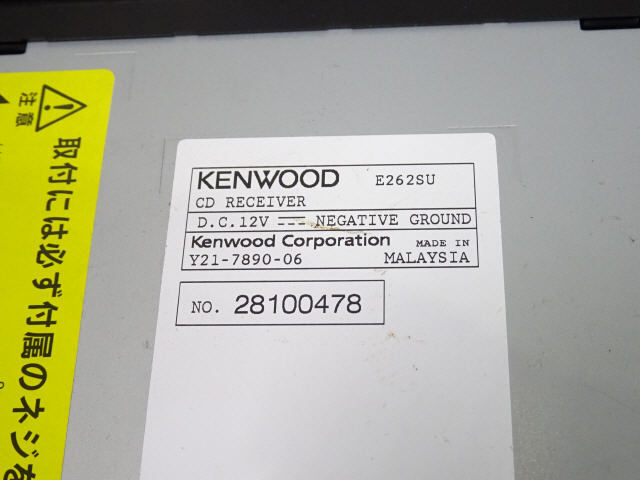 KENWOOD E262SU
CD RECEIVER
D.C.12V NEGATIVE GROUND
Kenwood Corporation MADE IN
Y21-7890-06 MALAYSIA
NO. 28100478
注意
取付には必ず付属のネジを